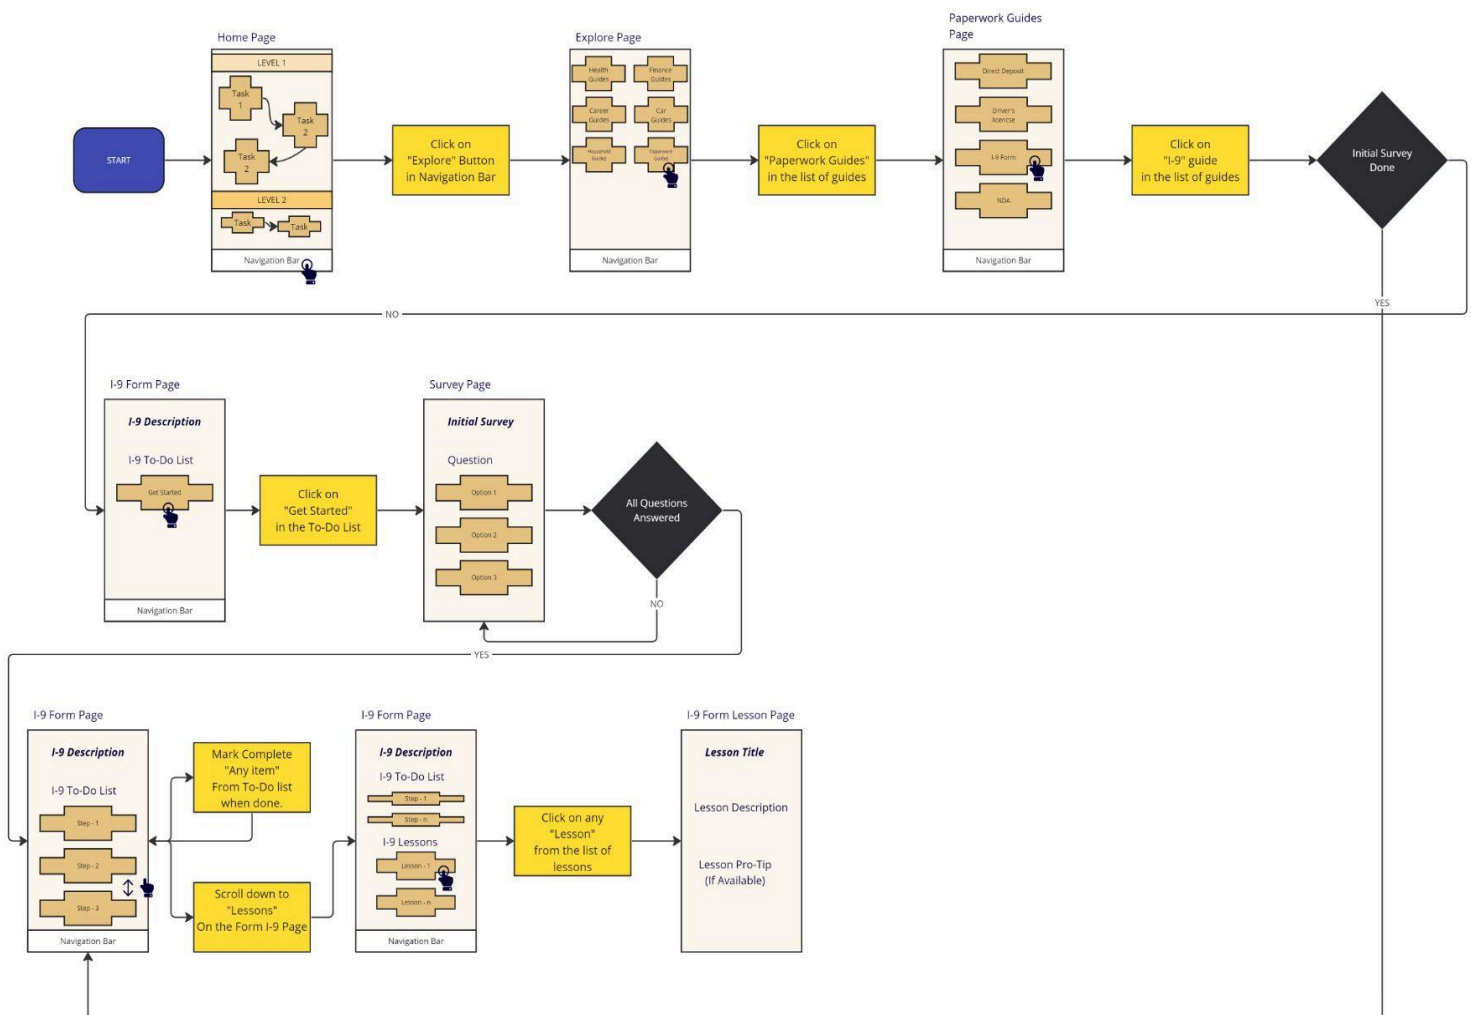 Home Page
Explore Page
Paperwork Guides
Page
START
LEVEL 1
Task
1
Task
2
Task
2
LEVEL 2
Task
Task
Navigation Bar
Click on
"Explore" Button
in Navigation Bar
Health
Guides
Finance
Guides
Career
Guides
Car
Guides
Household
Guides
Paperwork
Guides
Navigation Bar
Click on
"Paperwork Guides"
in the list of guides
Direct Deposit
Driver's
licencse
I-9 Form
NDA
Navigation Bar
Click on
"I-9" guide
in the list of guides
Initial Survey
Done
YES
NO
I-9 Form Page
I-9 Description
I-9 To-Do List
Get Started
Navigation Bar
Click on
"Get Started"
in the To-Do List
Survey Page
Initial Survey
Question
Option 1
Option 2
Option 3
All Questions
Answered
NO
YES
I-9 Form Page
I-9 Description
I-9 To-Do List
Step - 1
Step - 2
Step - 3
Navigation Bar
Mark Complete
"Any item"
From To-Do list
when done.
Scroll down to
"Lessons"
On the Form I-9 Page
I-9 Form Page
I-9 Description
I-9 To-Do List
Step - 1
Step - n
I-9 Lessons
Lesson - 1
Lesson - n
Navigation Bar
Click on any
"Lesson"
from the list of
lessons
I-9 Form Lesson Page
Lesson Title
Lesson Description
Lesson Pro-Tip
(If Available)